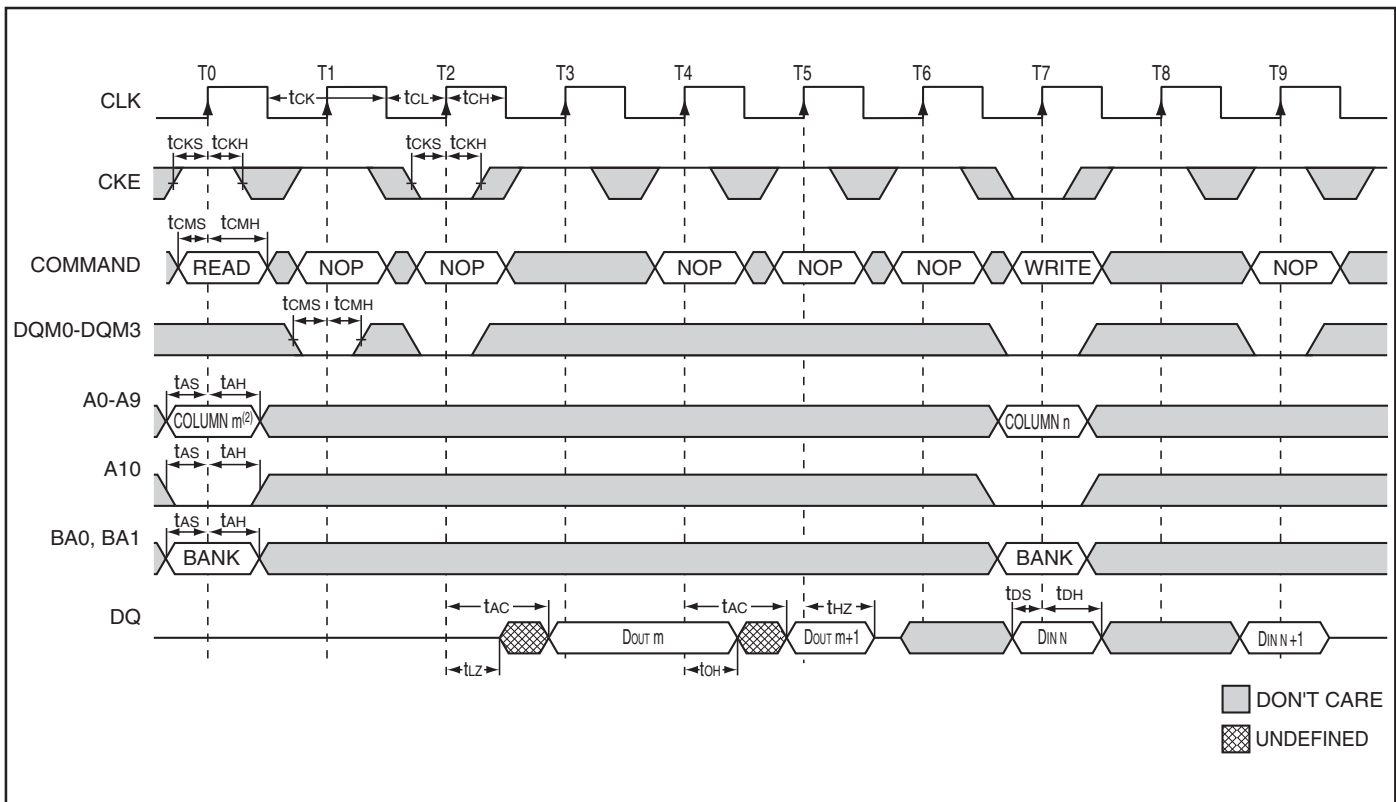 T0 T1 T2 T3 T4 T5 T6 T7 T8 T9
CLK tCK tCL tCH
tCKS tCKH tCKS tCKH
CKE
tCMS tCMH
COMMAND READ NOP NOP NOP NOP NOP WRITE NOP
tCMS tCMH
DQM0-DQM3
tAS tAH
A0-A9 COLUMN m(2) COLUMN n
tAS tAH
A10
tAS tAH
BA0, BA1 BANK BANK
tAC tAC tHZ tDS tDH
DQ DOUT m DOUT m+1 DIN N DIN N+1
tLZ tOH
DON'T CARE
UNDEFINED